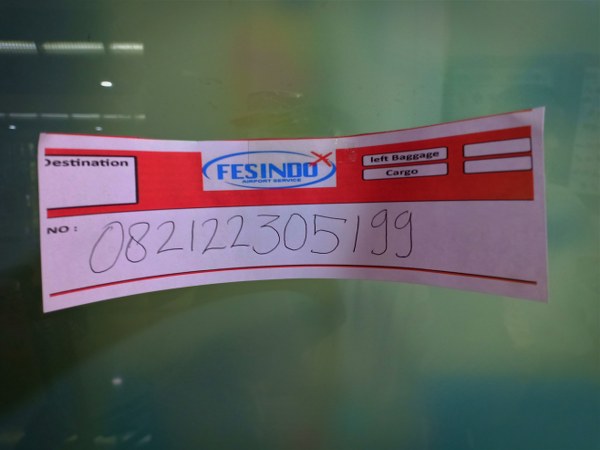 Destination
FESINDO
AIRPORT SERVICE
left Baggage
Cargo
NO : 082122305199